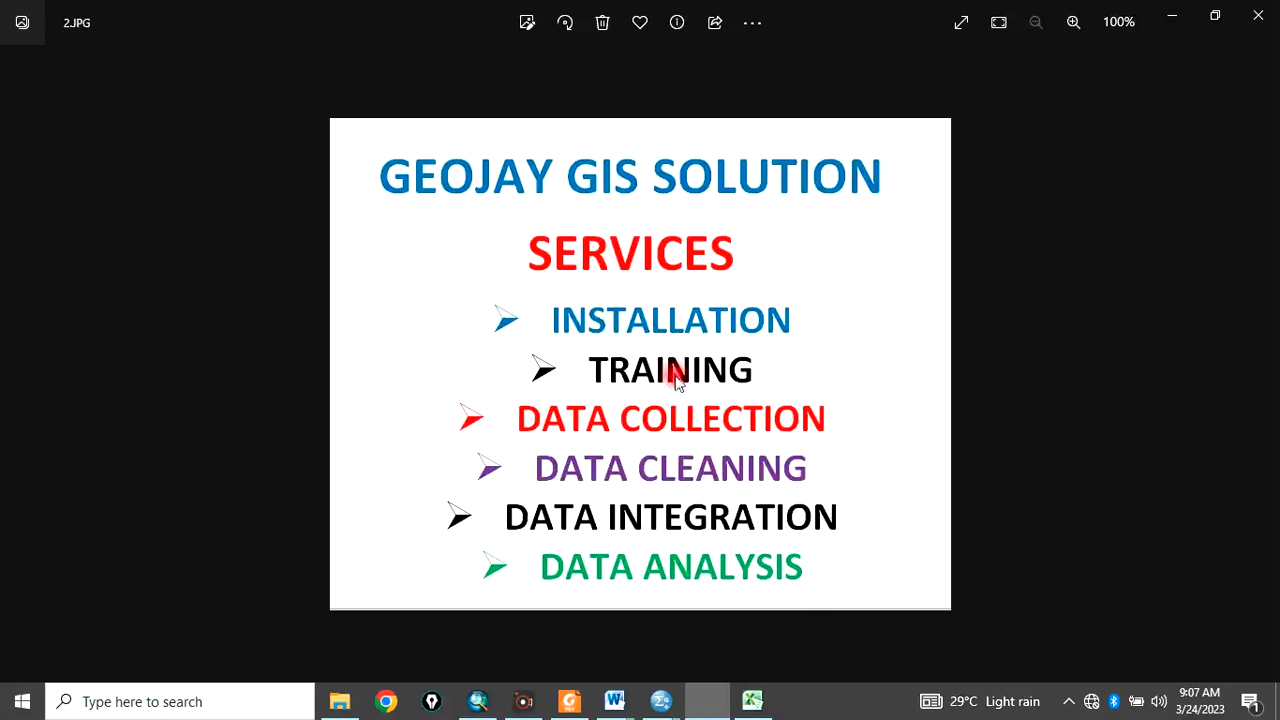 2.JPG
100%
GEOJAY GIS SOLUTION
SERVICES
INSTALLATION
TRAINING
DATA COLLECTION
DATA CLEANING
DATA INTEGRATION
DATA ANALYSIS
Type here to search
29°C Light rain
9:07 AM
3/24/2023